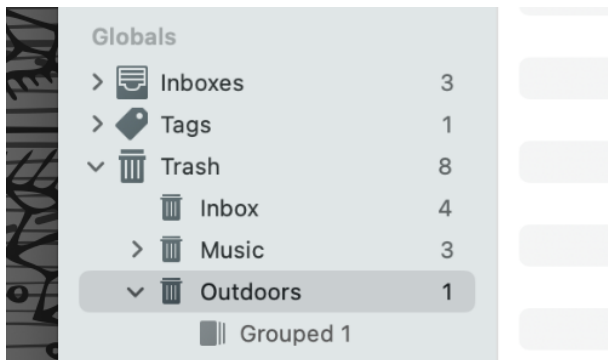 Globals
Inboxes 3
Tags 1
Trash 8
Inbox 4
Music 3
Outdoors 1
Grouped 1